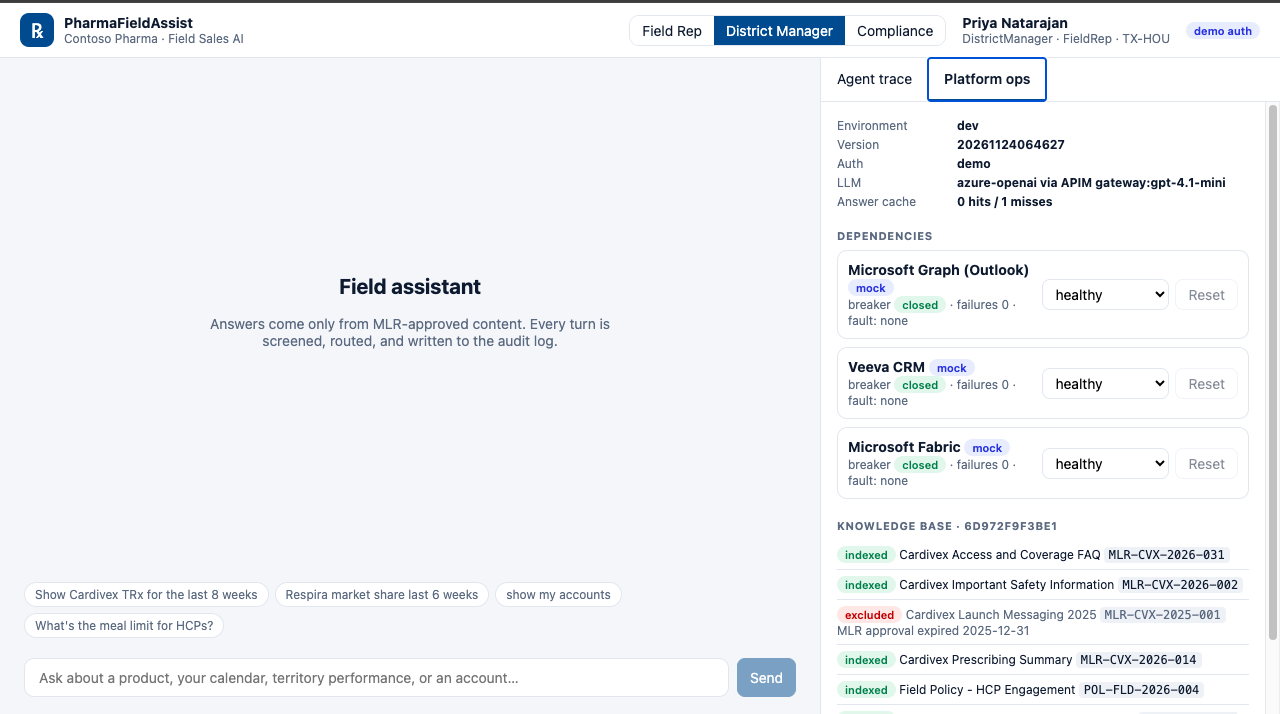 ℞
PharmaFieldAssist
Contoso Pharma · Field Sales AI
Field Rep
District Manager
Compliance
Priya Natarajan
DistrictManager · FieldRep · TX-HOU
demo auth
Field assistant
Answers come only from MLR-approved content. Every turn is
screened, routed, and written to the audit log.
Show Cardivex TRx for the last 8 weeks
Respira market share last 6 weeks
show my accounts
What's the meal limit for HCPs?
Ask about a product, your calendar, territory performance, or an account...
Send
Agent trace
Platform ops
Environment dev
Version 20261124064627
Auth demo
LLM azure-openai via APIM gateway:gpt-4.1-mini
Answer cache 0 hits / 1 misses
DEPENDENCIES
Microsoft Graph (Outlook)
mock
breaker closed · failures 0 ·
fault: none
healthy
Reset
Veeva CRM mock
breaker closed · failures 0 ·
fault: none
healthy
Reset
Microsoft Fabric mock
breaker closed · failures 0 ·
fault: none
healthy
Reset
KNOWLEDGE BASE · 6D972F9F3BE1
indexed Cardivex Access and Coverage FAQ MLR-CVX-2026-031
indexed Cardivex Important Safety Information MLR-CVX-2026-002
excluded Cardivex Launch Messaging 2025 MLR-CVX-2025-001
MLR approval expired 2025-12-31
indexed Cardivex Prescribing Summary MLR-CVX-2026-014
indexed Field Policy - HCP Engagement POL-FLD-2026-004